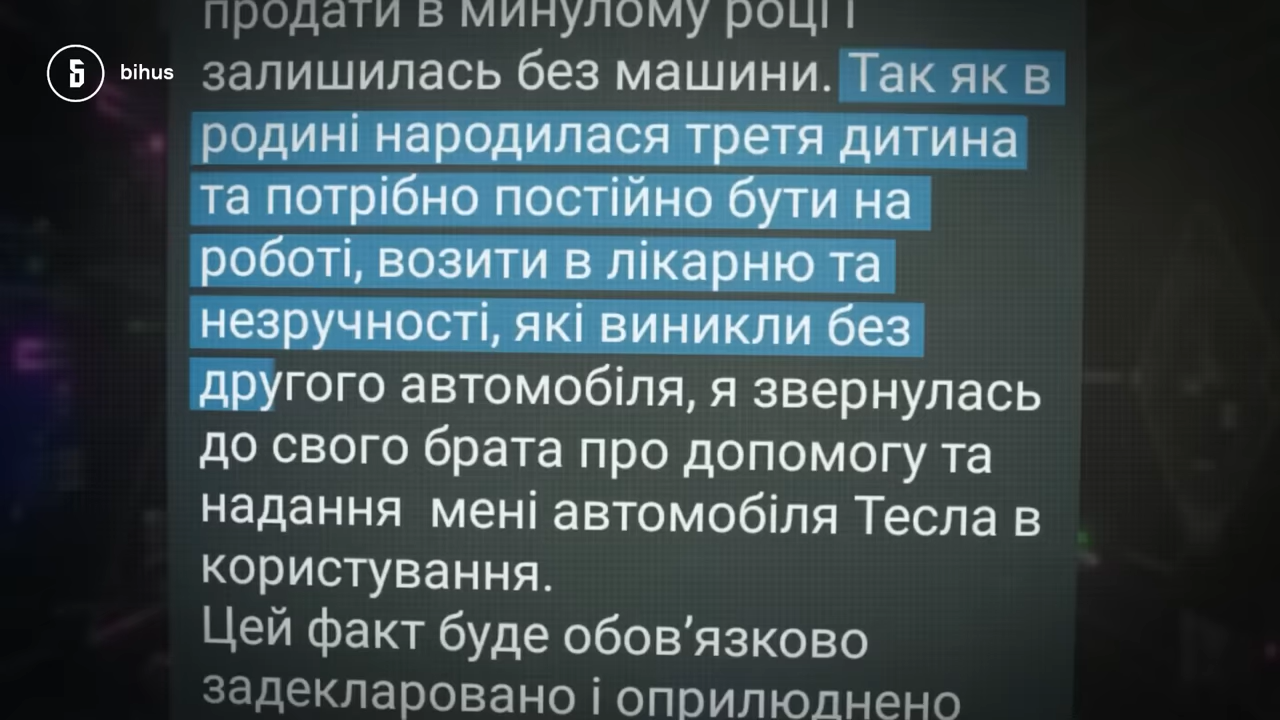 продати в минулому році і
bihus
залишилась без машини. Так як в
родині народилася третя дитина
та потрібно постійно бути на
роботі, возити в лікарню та
незручності, які виникли без
другого автомобіля, я звернулась
до свого брата про допомогу та
надання мені автомобіля Тесла в
користування.
Цей факт буде обов’язково
задекларовано і оприлюднено